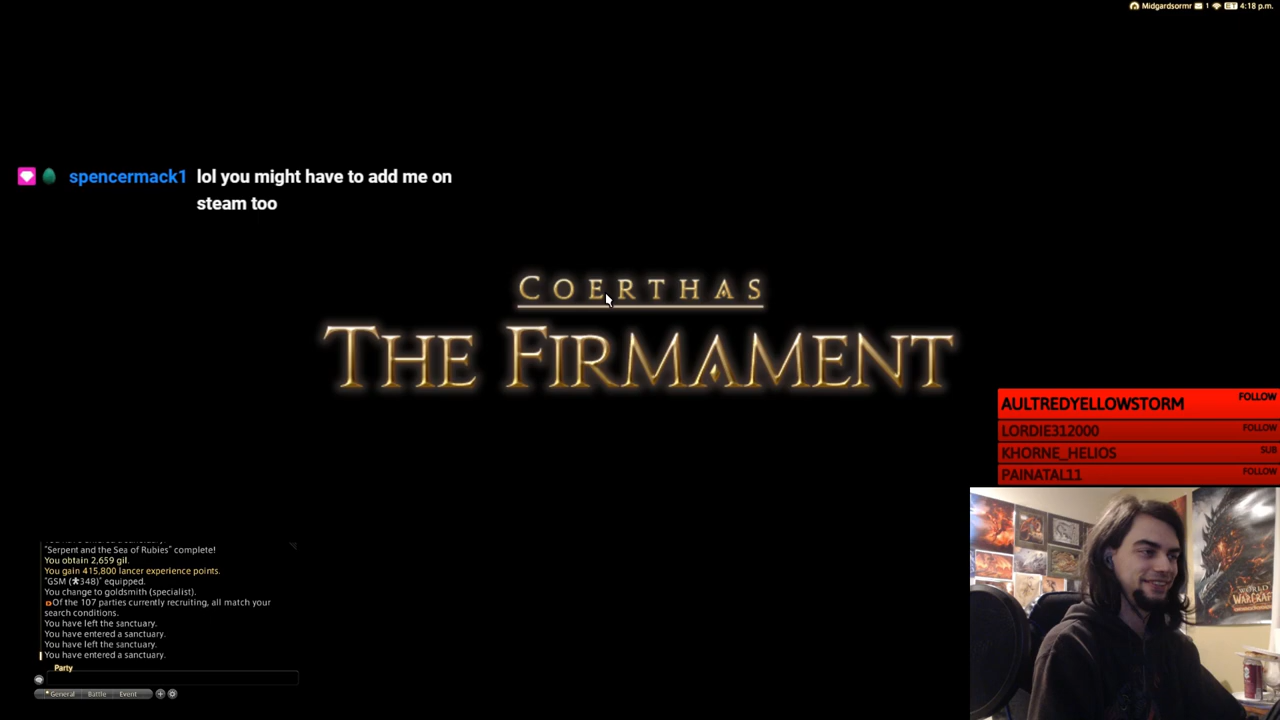 Midgardsormr 1 ET 4:18 p.m.
spencermack1 lol you might have to add me on
steam too
COERTHAS
THE FIRMAMENT
AULTREDYELLOWSTORM FOLLOW
LORDIE312000 FOLLOW
KHORNE_HELIOS SUB
PAINATAL11 FOLLOW
"Serpent and the Sea of Rubies" complete!
You obtain 2,659 gil.
You gain 415,800 lancer experience points.
"GSM (348)" equipped.
You change to goldsmith (specialist).
Of the 107 parties currently recruiting, all match your
search conditions.
You have left the sanctuary.
You have entered a sanctuary.
You have left the sanctuary.
You have entered a sanctuary.
Party
General Battle Event
WORLD
WARCRAFT